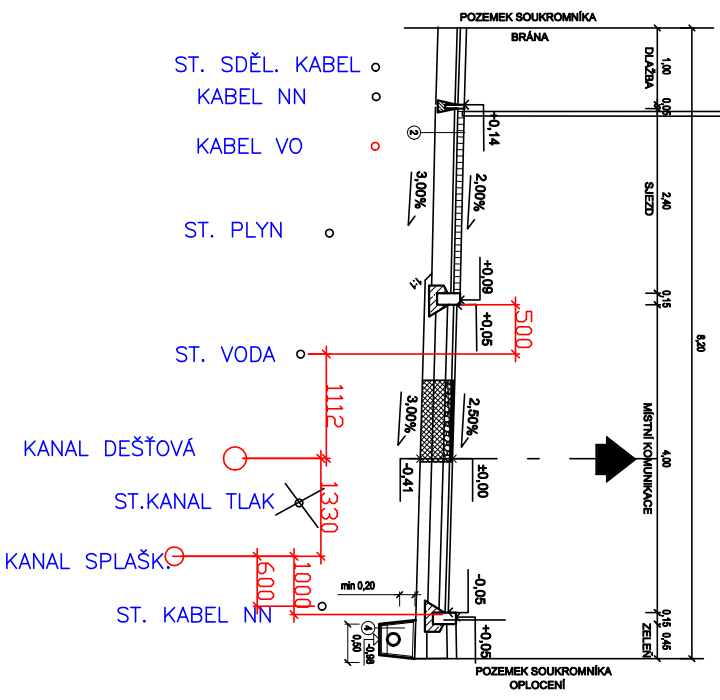 POZEMEK SOUKROMNÍKA
BRÁNA
ST. SDĚL. KABEL
KABEL NN
KABEL VO
ST. PLYN
ST. VODA
KANAL DEŠŤOVÁ
ST.KANAL TLAK
KANAL SPLAŠK.
ST. KABEL NN
1,00
DLAŽBA
0,05
+0,14
2
2,40
SJEZD
3,00%
2,00%
+0,09
0,15
1:1
+0,05
500
8,20
1112
3,00%
2,50%
4,00
MÍSTNÍ KOMUNIKACE
-0,41
±0,00
1330
600
1000
min 0,20
-0,05
+0,05
0,15
0,45
ZELEŇ
4
-0,98
0,50
POZEMEK SOUKROMNÍKA
OPLOCENÍ